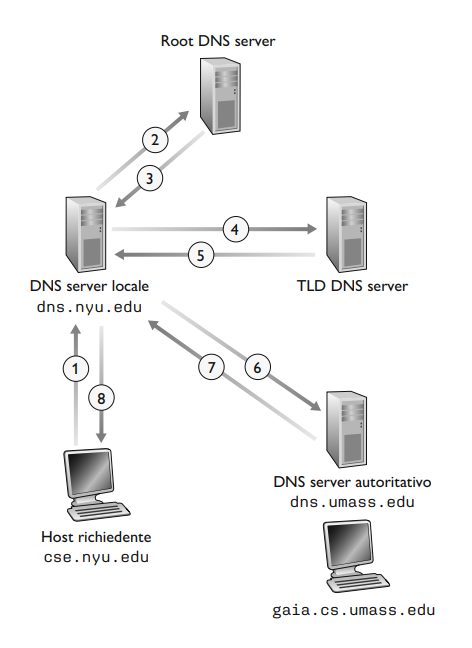 Root DNS server
2
3
4
5
DNS server locale
dns.nyu.edu
TLD DNS server
1
8
7
6
DNS server autoritativo
dns.umass.edu
Host richiedente
cse.nyu.edu
gaia.cs.umass.edu